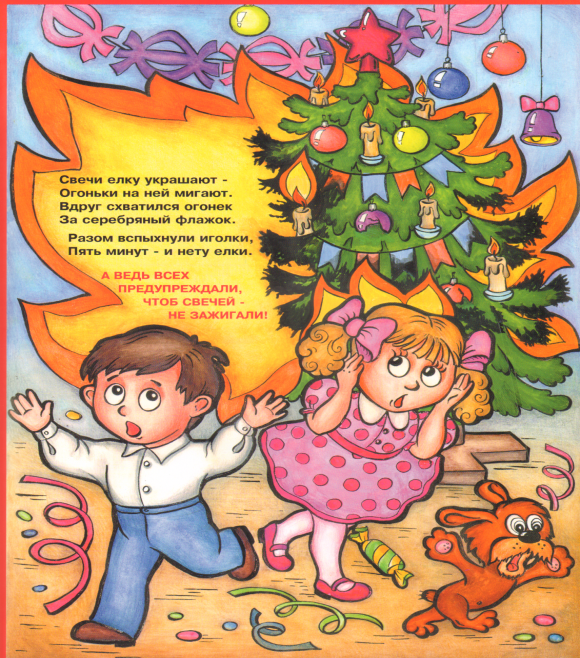 Свечи елку украшают -
Огоньки на ней мигают.
Вдруг схватился огонек
За серебряный флажок.
Разом вспыхнули иголки,
Пять минут - и нету елки.
А ВЕДЬ ВСЕХ
ПРЕДУПРЕЖДАЛИ,
ЧТОБ СВЕЧЕЙ -
НЕ ЗАЖИГАЛИ!